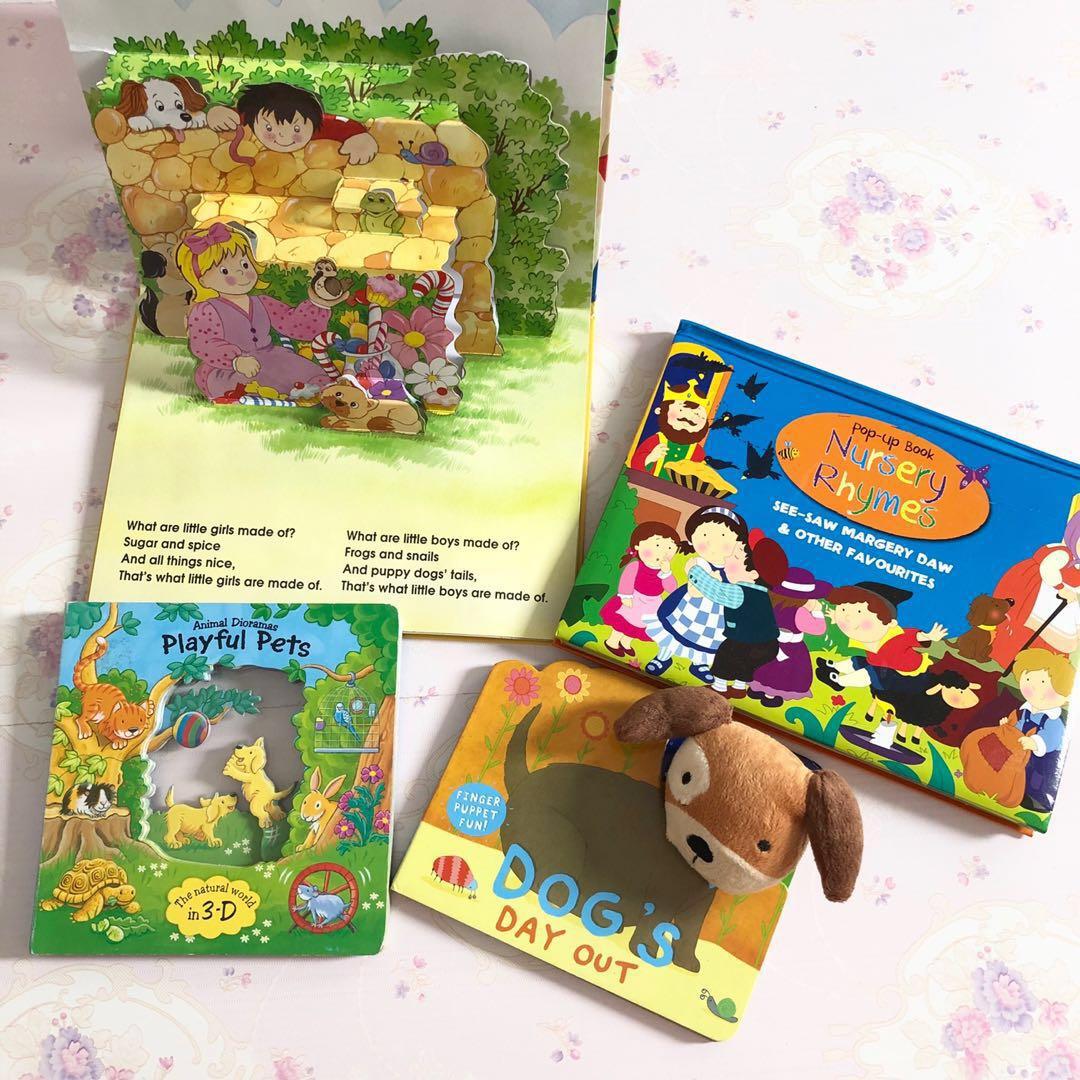 What are little girls made of?
Sugar and spice
And all things nice,
That's what little girls are made of.
What are little boys made of?
Frogs and snails
And puppy dogs' tails,
That's what little boys are made of.
Pop-up Book
Nursery
Rhymes
SEE-SAW MARGERY DAW
& OTHER FAVOURITES
Animal Dioramas
Playful Pets
The natural world
in 3-D
FINGER
PUPPET
FUN!
DOG'S
DAY OUT